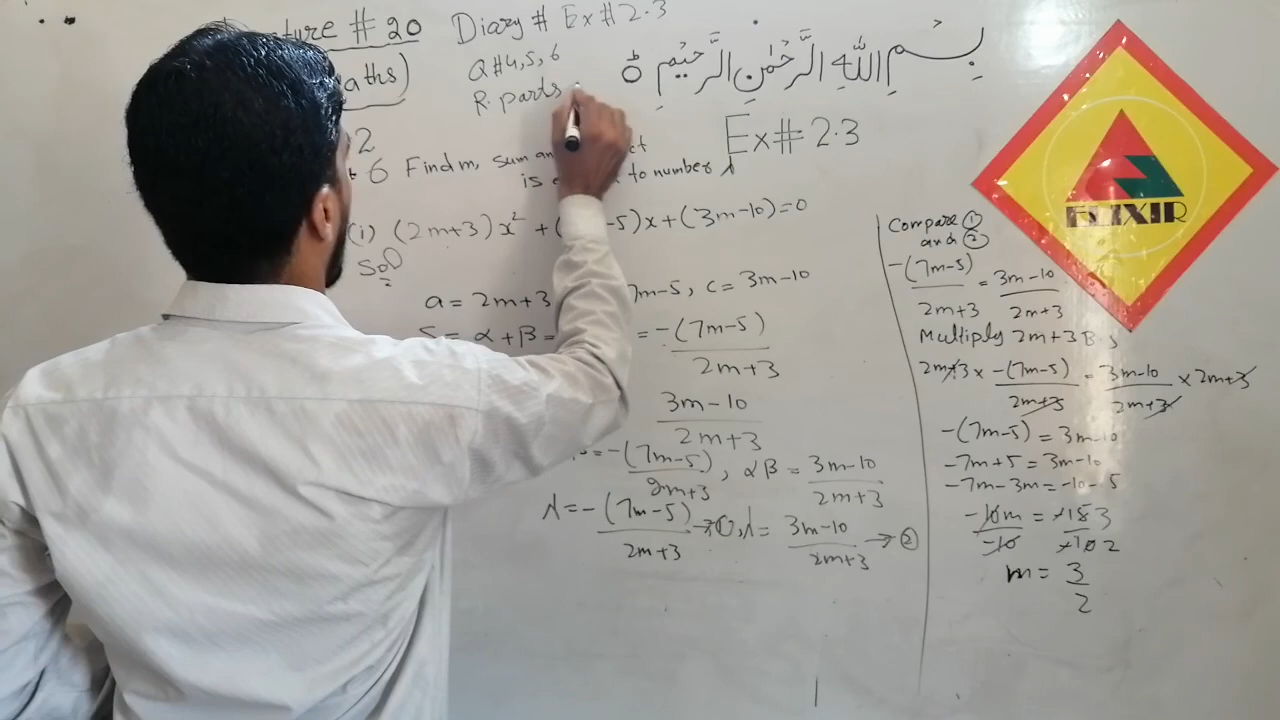 ture # 20
Diary # Ex # 2.3
aths)
Q # 4, 5, 6
R. parts
بِسْمِ اللهِ الرَّحْمٰنِ الرَّحِيْمِ ۝
Ex # 2.3
2
6 Find m, sum an
is to number λ
(i) (2m+3)x² + ( -5)x + (3m-10) = 0
Sol
a = 2m+3 7m-5, c = 3m-10
S = α + β = = -(7m-5)/2m+3
3m-10/2m+3
= -(7m-5)/2m+3 , αβ = 3m-10/2m+3
λ = -(7m-5)/2m+3 → ①, λ = 3m-10/2m+3 → ②
Compare ①
and ②
-(7m-5)/2m+3 = 3m-10/2m+3
Multiply 2m+3 B.S
2m+3 × -(7m-5)/2m+3 = 3m-10/2m+3 × 2m+3
-(7m-5) = 3m-10
-7m+5 = 3m-10
-7m-3m = -10-5
-10m/-10 = -15 3/-10 2
m = 3/2
ELIXIR